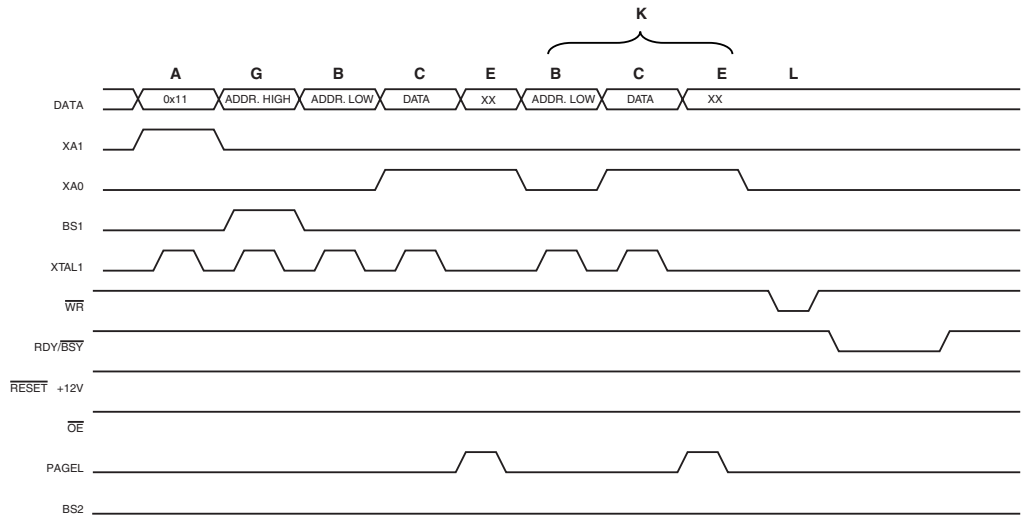 K
A G B C E B C E L
DATA 0x11 ADDR. HIGH ADDR. LOW DATA XX ADDR. LOW DATA XX
XA1
XA0
BS1
XTAL1
WR
RDY/BSY
RESET +12V
OE
PAGEL
BS2